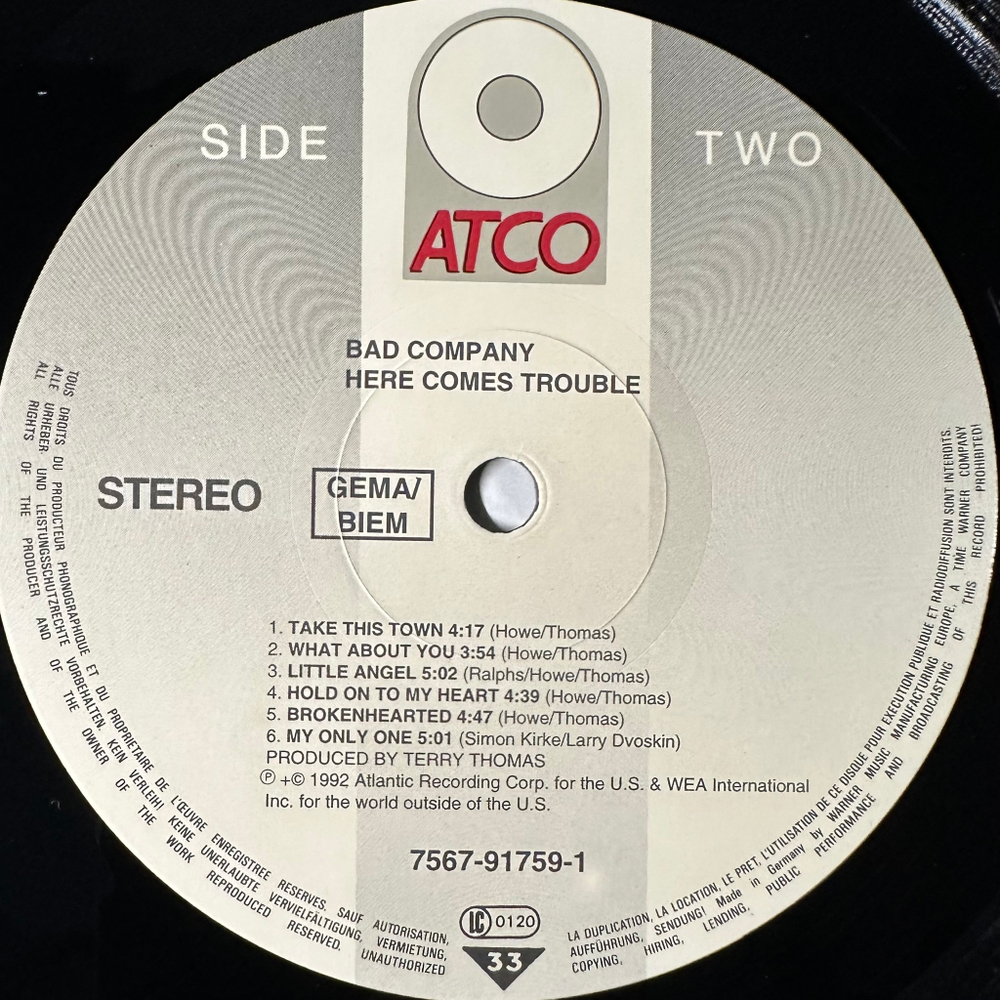 SIDE TWO
ATCO
BAD COMPANY
HERE COMES TROUBLE
STEREO
GEMA/
BIEM
1. TAKE THIS TOWN 4:17 (Howe/Thomas)
2. WHAT ABOUT YOU 3:54 (Howe/Thomas)
3. LITTLE ANGEL 5:02 (Ralphs/Howe/Thomas)
4. HOLD ON TO MY HEART 4:39 (Howe/Thomas)
5. BROKENHEARTED 4:47 (Howe/Thomas)
6. MY ONLY ONE 5:01 (Simon Kirke/Larry Dvoskin)
PRODUCED BY TERRY THOMAS
℗ +© 1992 Atlantic Recording Corp. for the U.S. & WEA International
Inc. for the world outside of the U.S.
7567-91759-1
LC 0120
33
TOUS DROITS DU PRODUCTEUR PHONOGRAPHIQUE ET DU PROPRIETAIRE DE L'ŒUVRE ENREGISTREE RESERVES. SAUF AUTORISATION,
ALLE URHEBER UND LEISTUNGSSCHUTZRECHTE VORBEHALTEN. KEIN VERLEIH! KEINE UNERLAUBTE VERVIELFÄLTIGUNG, VERMIETUNG,
ALL RIGHTS OF THE PRODUCER AND OF THE OWNER OF THE WORK REPRODUCED RESERVED. UNAUTHORIZED
LA DUPLICATION, LA LOCATION, LE PRET, L'UTILISATION DE CE DISQUE POUR EXECUTION PUBLIQUE ET RADIODIFFUSION SONT INTERDITS.
AUFFÜHRUNG, SENDUNG! Made in Germany by WARNER MUSIC MANUFACTURING EUROPE, A TIME WARNER COMPANY
COPYING, HIRING, LENDING, PUBLIC PERFORMANCE AND BROADCASTING OF THIS RECORD PROHIBITED!